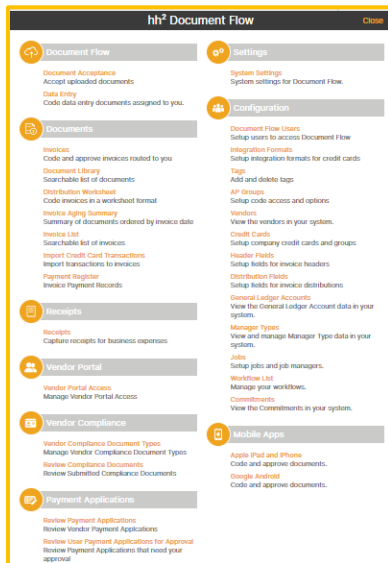 hh² Document Flow
Close
Document Flow
Document Acceptance
Accept uploaded documents
Data Entry
Code data entry documents assigned to you.
Documents
Invoices
Code and approve invoices routed to you
Document Library
Searchable list of documents
Distribution Worksheet
Code invoices in a worksheet format
Invoice Aging Summary
Summary of documents ordered by invoice date
Invoice List
Searchable list of invoices
Import Credit Card Transactions
Import transactions to invoices
Payment Register
Invoice Payment Records
Receipts
Receipts
Capture receipts for business expenses
Vendor Portal
Vendor Portal Access
Manage Vendor Portal Access
Vendor Compliance
Vendor Compliance Document Types
Manage Vendor Compliance Document Types
Review Compliance Documents
Review Submitted Compliance Documents
Payment Applications
Review Payment Applications
Review Vendor Payment Applications
Review User Payment Applications for Approval
Review Payment Applications that need your
approval
Settings
System Settings
System settings for Document Flow.
Configuration
Document Flow Users
Setup users to access Document Flow
Integration Formats
Setup integration formats for credit cards
Tags
Add and delete tags
AP Groups
Setup code access and options
Vendors
View the vendors in your system.
Credit Cards
Setup company credit cards and groups
Header Fields
Setup fields for invoice headers
Distribution Fields
Setup fields for invoice distributions
General Ledger Accounts
View the General Ledger Account data in your
system.
Manager Types
View and manage Manager Type data in your
system.
Jobs
Setup jobs and job managers.
Workflow List
Manage your workflows.
Commitments
View the Commitments in your system.
Mobile Apps
Apple iPad and iPhone
Code and approve documents.
Google Android
Code and approve documents.